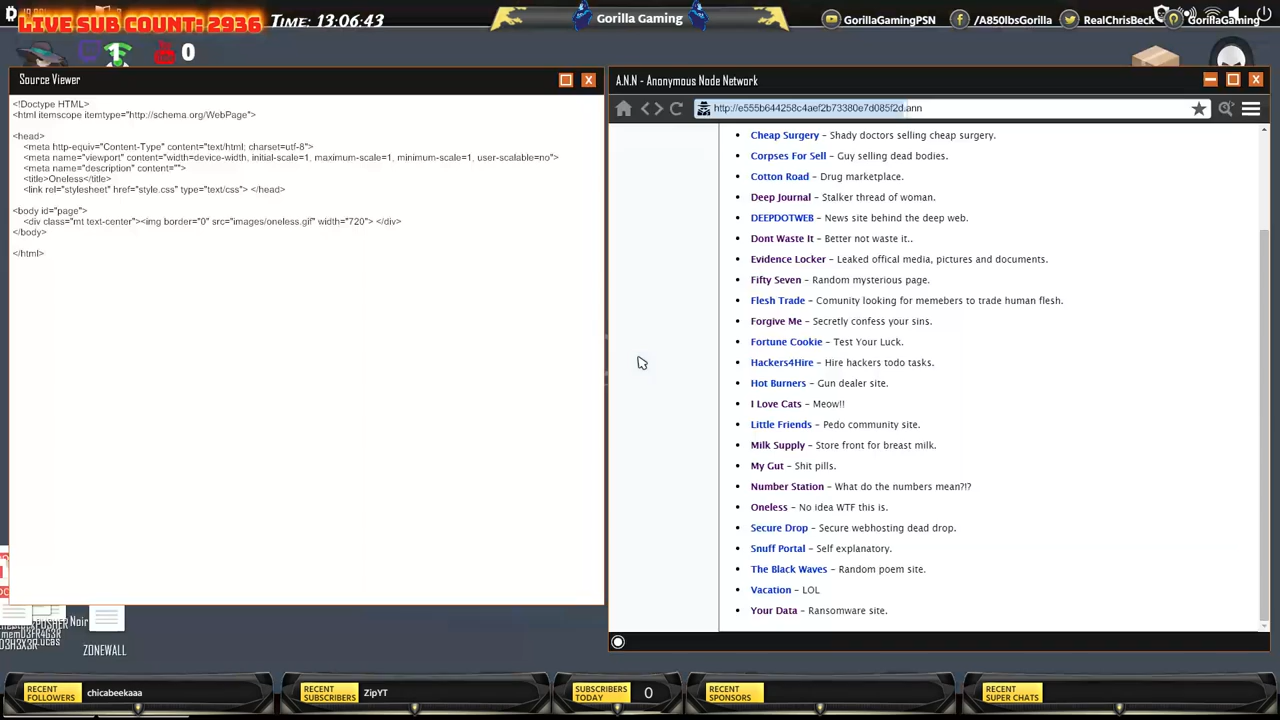 LIVE SUB COUNT: 2936
TIME: 13:06:43
Gorilla Gaming
GorillaGamingPSN
/A850lbsGorilla
RealChrisBeck
GorillaGaming
1
0
Source Viewer
<!Doctype HTML>
<html itemscope itemtype="http://schema.org/WebPage">
<head>
<meta http-equiv="Content-Type" content="text/html; charset=utf-8">
<meta name="viewport" content="width=device-width, initial-scale=1, maximum-scale=1, minimum-scale=1, user-scalable=no">
<meta name="description" content="">
<title>Oneless</title>
<link rel="stylesheet" href="style.css" type="text/css"> </head>
<body id="page">
<div class="mt text-center"><img border="0" src="images/oneless.gif" width="720"> </div>
</body>
</html>
A.N.N - Anonymous Node Network
http://e555b644258c4aef2b73380e7d085f2d.ann
Cheap Surgery - Shady doctors selling cheap surgery.
Corpses For Sell - Guy selling dead bodies.
Cotton Road - Drug marketplace.
Deep Journal - Stalker thread of woman.
DEEPDOTWEB - News site behind the deep web.
Dont Waste It - Better not waste it..
Evidence Locker - Leaked offical media, pictures and documents.
Fifty Seven - Random mysterious page.
Flesh Trade - Comunity looking for memebers to trade human flesh.
Forgive Me - Secretly confess your sins.
Fortune Cookie - Test Your Luck.
Hackers4Hire - Hire hackers todo tasks.
Hot Burners - Gun dealer site.
I Love Cats - Meow!!
Little Friends - Pedo community site.
Milk Supply - Store front for breast milk.
My Gut - Shit pills.
Number Station - What do the numbers mean?!?
Oneless - No idea WTF this is.
Secure Drop - Secure webhosting dead drop.
Snuff Portal - Self explanatory.
The Black Waves - Random poem site.
Vacation - LOL
Your Data - Ransomware site.
ZONEWALL
RECENT FOLLOWERS
chicabeekaaa
RECENT SUBSCRIBERS
ZipYT
SUBSCRIBERS TODAY
0
RECENT SPONSORS
RECENT SUPER CHATS